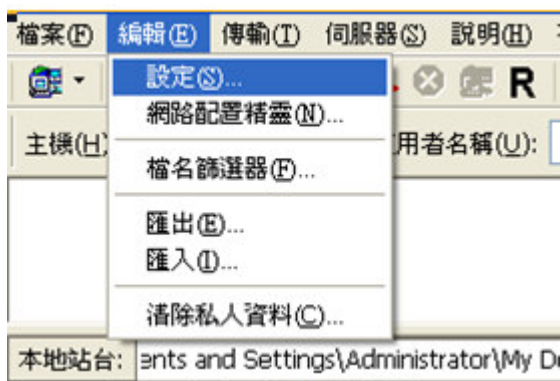 檔案(F) 編輯(E) 傳輸(T) 伺服器(S) 說明(H)
設定(S)...
R
網路配置精靈(N)...
主機(H) 用者名稱(U):
檔名篩選器(F)...
匯出(E)...
匯入(I)...
清除私人資料(C)...
本地站台: ents and Settings\Administrator\My D